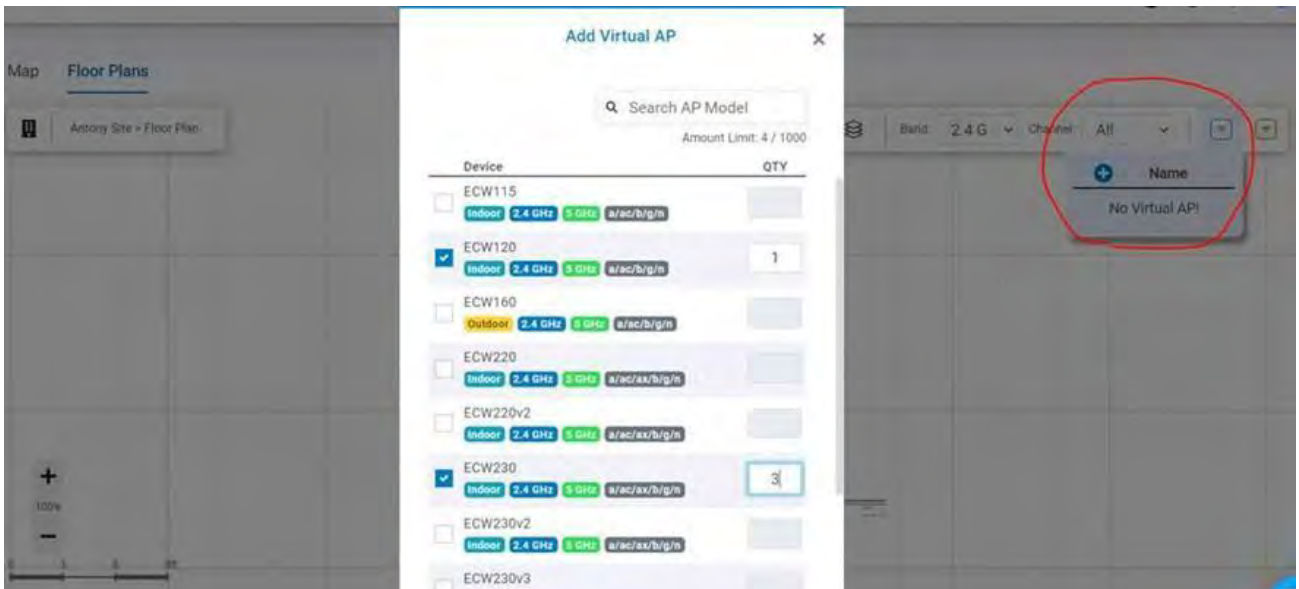 Add Virtual AP
Map Floor Plans
Search AP Model
Antony Site > Floor Plan
Band: 2.4 G Channel: All
Amount Limit: 4 / 1000
Device QTY
Name
No Virtual AP!
ECW115
Indoor 2.4 GHz 5 GHz a/ac/b/g/n
ECW120
Indoor 2.4 GHz 5 GHz a/ac/b/g/n
1
ECW160
Outdoor 2.4 GHz 5 GHz a/ac/b/g/n
ECW220
Indoor 2.4 GHz 5 GHz a/ac/ax/b/g/n
ECW220v2
Indoor 2.4 GHz 5 GHz a/ac/ax/b/g/n
ECW230
Indoor 2.4 GHz 5 GHz a/ac/ax/b/g/n
3
ECW230v2
Indoor 2.4 GHz 5 GHz a/ac/ax/b/g/n
ECW230v3
100%